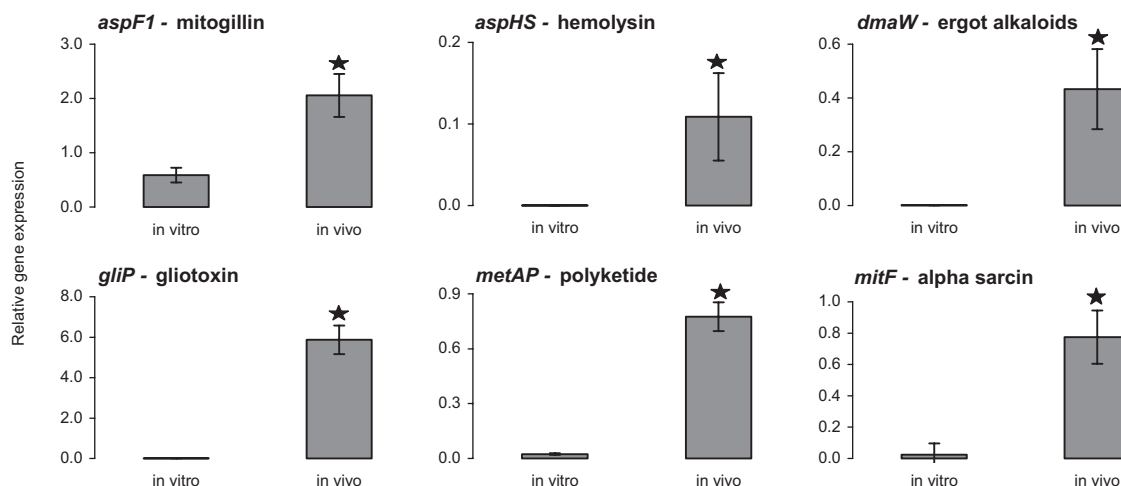 aspF1 - mitogillin
aspHS - hemolysin
dmaW - ergot alkaloids
3.0
2.0
1.0
0.0
0.2
0.1
0.0
0.6
0.4
0.2
0.0
in vitro
in vivo
in vitro
in vivo
in vitro
in vivo
Relative gene expression
gliP - gliotoxin
metAP - polyketide
mitF - alpha sarcin
8.0
6.0
4.0
2.0
0.0
0.9
0.6
0.3
0.0
1.0
0.8
0.6
0.4
0.2
0.0
in vitro
in vivo
in vitro
in vivo
in vitro
in vivo